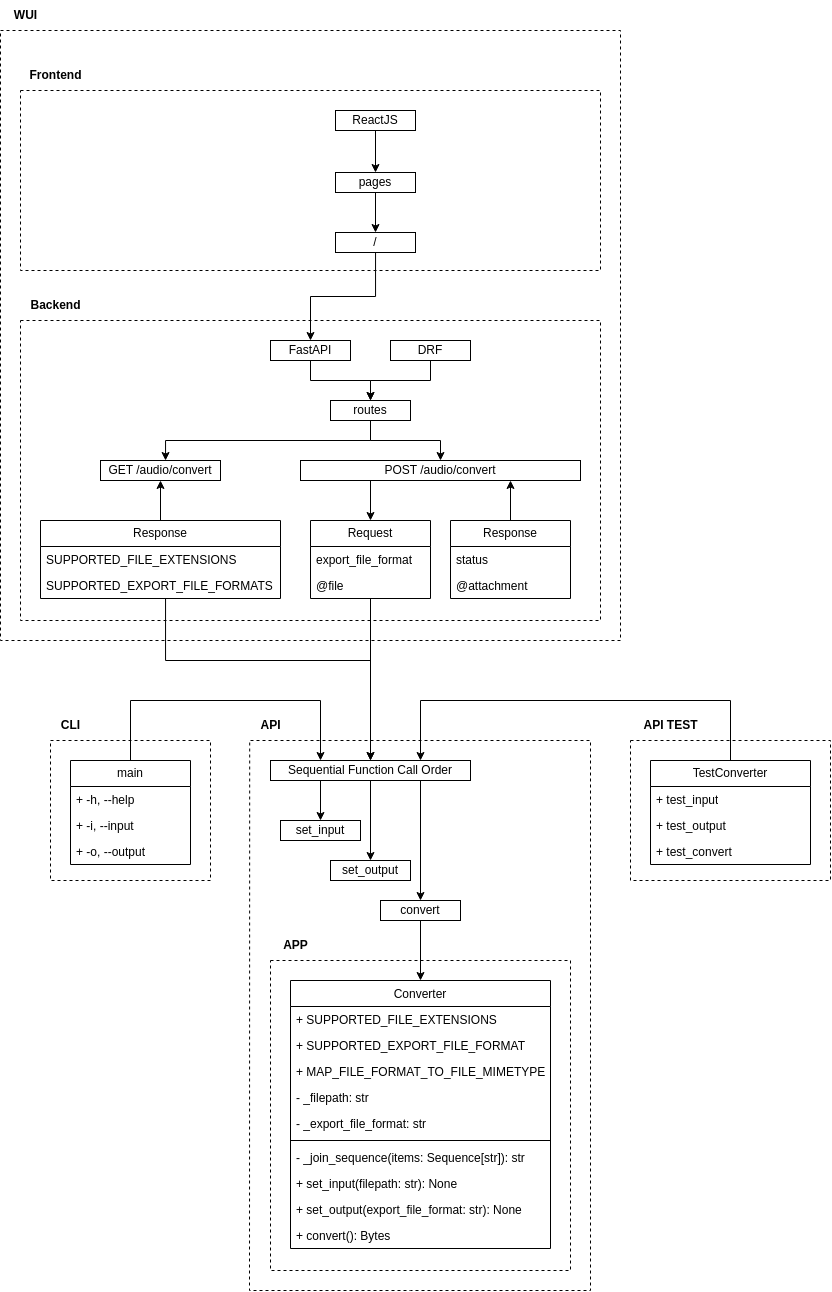 WUI
Frontend
ReactJS
pages
/
Backend
FastAPI
DRF
routes
GET /audio/convert
POST /audio/convert
Response
SUPPORTED_FILE_EXTENSIONS
SUPPORTED_EXPORT_FILE_FORMATS
Request
export_file_format
@file
Response
status
@attachment
CLI
main
+ -h, --help
+ -i, --input
+ -o, --output
API
Sequential Function Call Order
set_input
set_output
convert
API TEST
TestConverter
+ test_input
+ test_output
+ test_convert
APP
Converter
+ SUPPORTED_FILE_EXTENSIONS
+ SUPPORTED_EXPORT_FILE_FORMAT
+ MAP_FILE_FORMAT_TO_FILE_MIMETYPE
- _filepath: str
- _export_file_format: str
- _join_sequence(items: Sequence[str]): str
+ set_input(filepath: str): None
+ set_output(export_file_format: str): None
+ convert(): Bytes